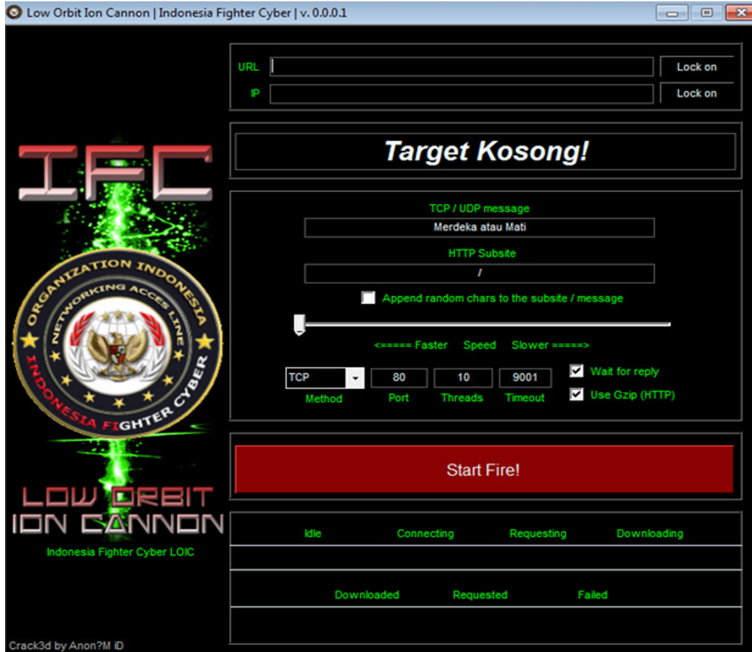 Low Orbit Ion Cannon | Indonesia Fighter Cyber | v. 0.0.0.1
URL
Lock on
IP
Lock on
IFC
Target Kosong!
TCP / UDP message
Merdeka atau Mati
HTTP Subsite
/
Append random chars to the subsite / message
<===== Faster Speed Slower =====>
TCP 80 10 9001 Wait for reply
Method Port Threads Timeout Use Gzip (HTTP)
ORGANIZATION INDONESIA
NETWORKING ACCES LINE
INDONESIA FIGHTER CYBER
Start Fire!
LOW ORBIT
ION CANNON
Indonesia Fighter Cyber LOIC
Idle Connecting Requesting Downloading
Downloaded Requested Failed
Crack3d by Anon?M iD